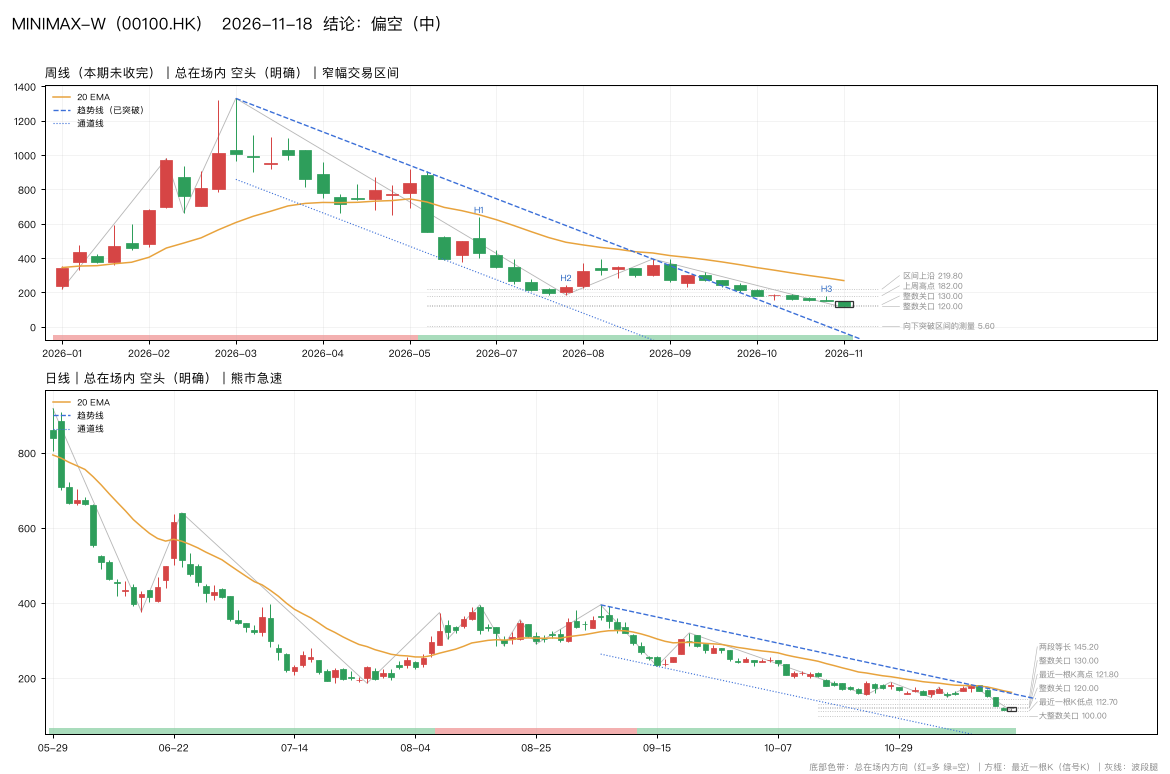 MINIMAX-W（00100.HK） 2026-11-18 结论：偏空（中）
周线（本期未收完）｜总在场内 空头（明确）｜窄幅交易区间
1400
1200
1000
800
600
400
200
0
20 EMA
趋势线（已突破）
通道线
H1
H2
H3
区间上沿 219.80
上周高点 182.00
整数关口 130.00
整数关口 120.00
向下突破区间的测量 5.60
2026-01 2026-02 2026-03 2026-04 2026-05 2026-07 2026-08 2026-09 2026-10 2026-11
日线｜总在场内 空头（明确）｜熊市急速
800
600
400
200
20 EMA
趋势线
通道线
两段等长 145.20
整数关口 130.00
最近一根K高点 121.80
整数关口 120.00
最近一根K低点 112.70
大整数关口 100.00
05-29 06-22 07-14 08-04 08-25 09-15 10-07 10-29
底部色带：总在场内方向（红=多 绿=空）｜方框：最近一根K（信号K）｜灰线：波段腿